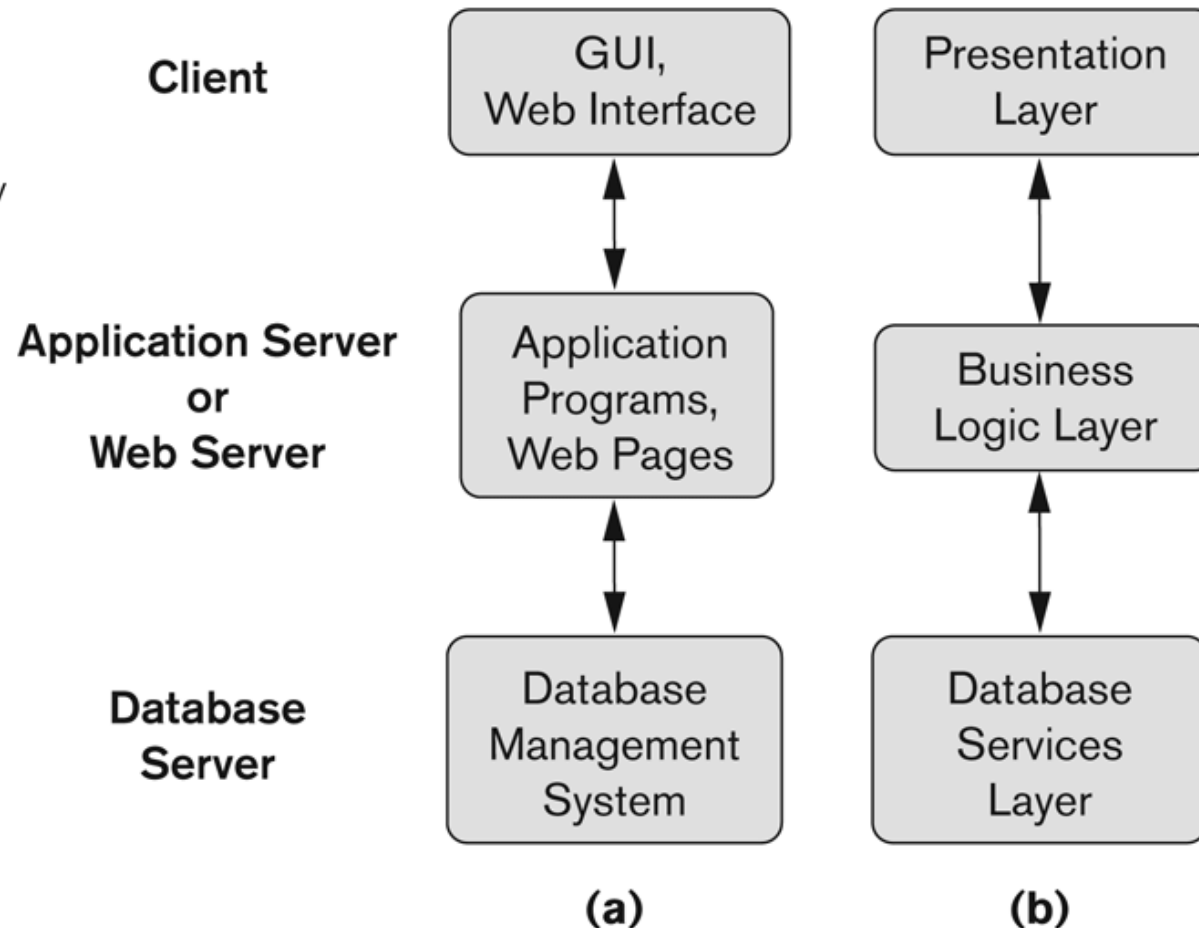 Client
GUI,
Web Interface
Presentation
Layer
Application Server
or
Web Server
Application
Programs,
Web Pages
Business
Logic Layer
Database
Server
Database
Management
System
Database
Services
Layer
(a)
(b)